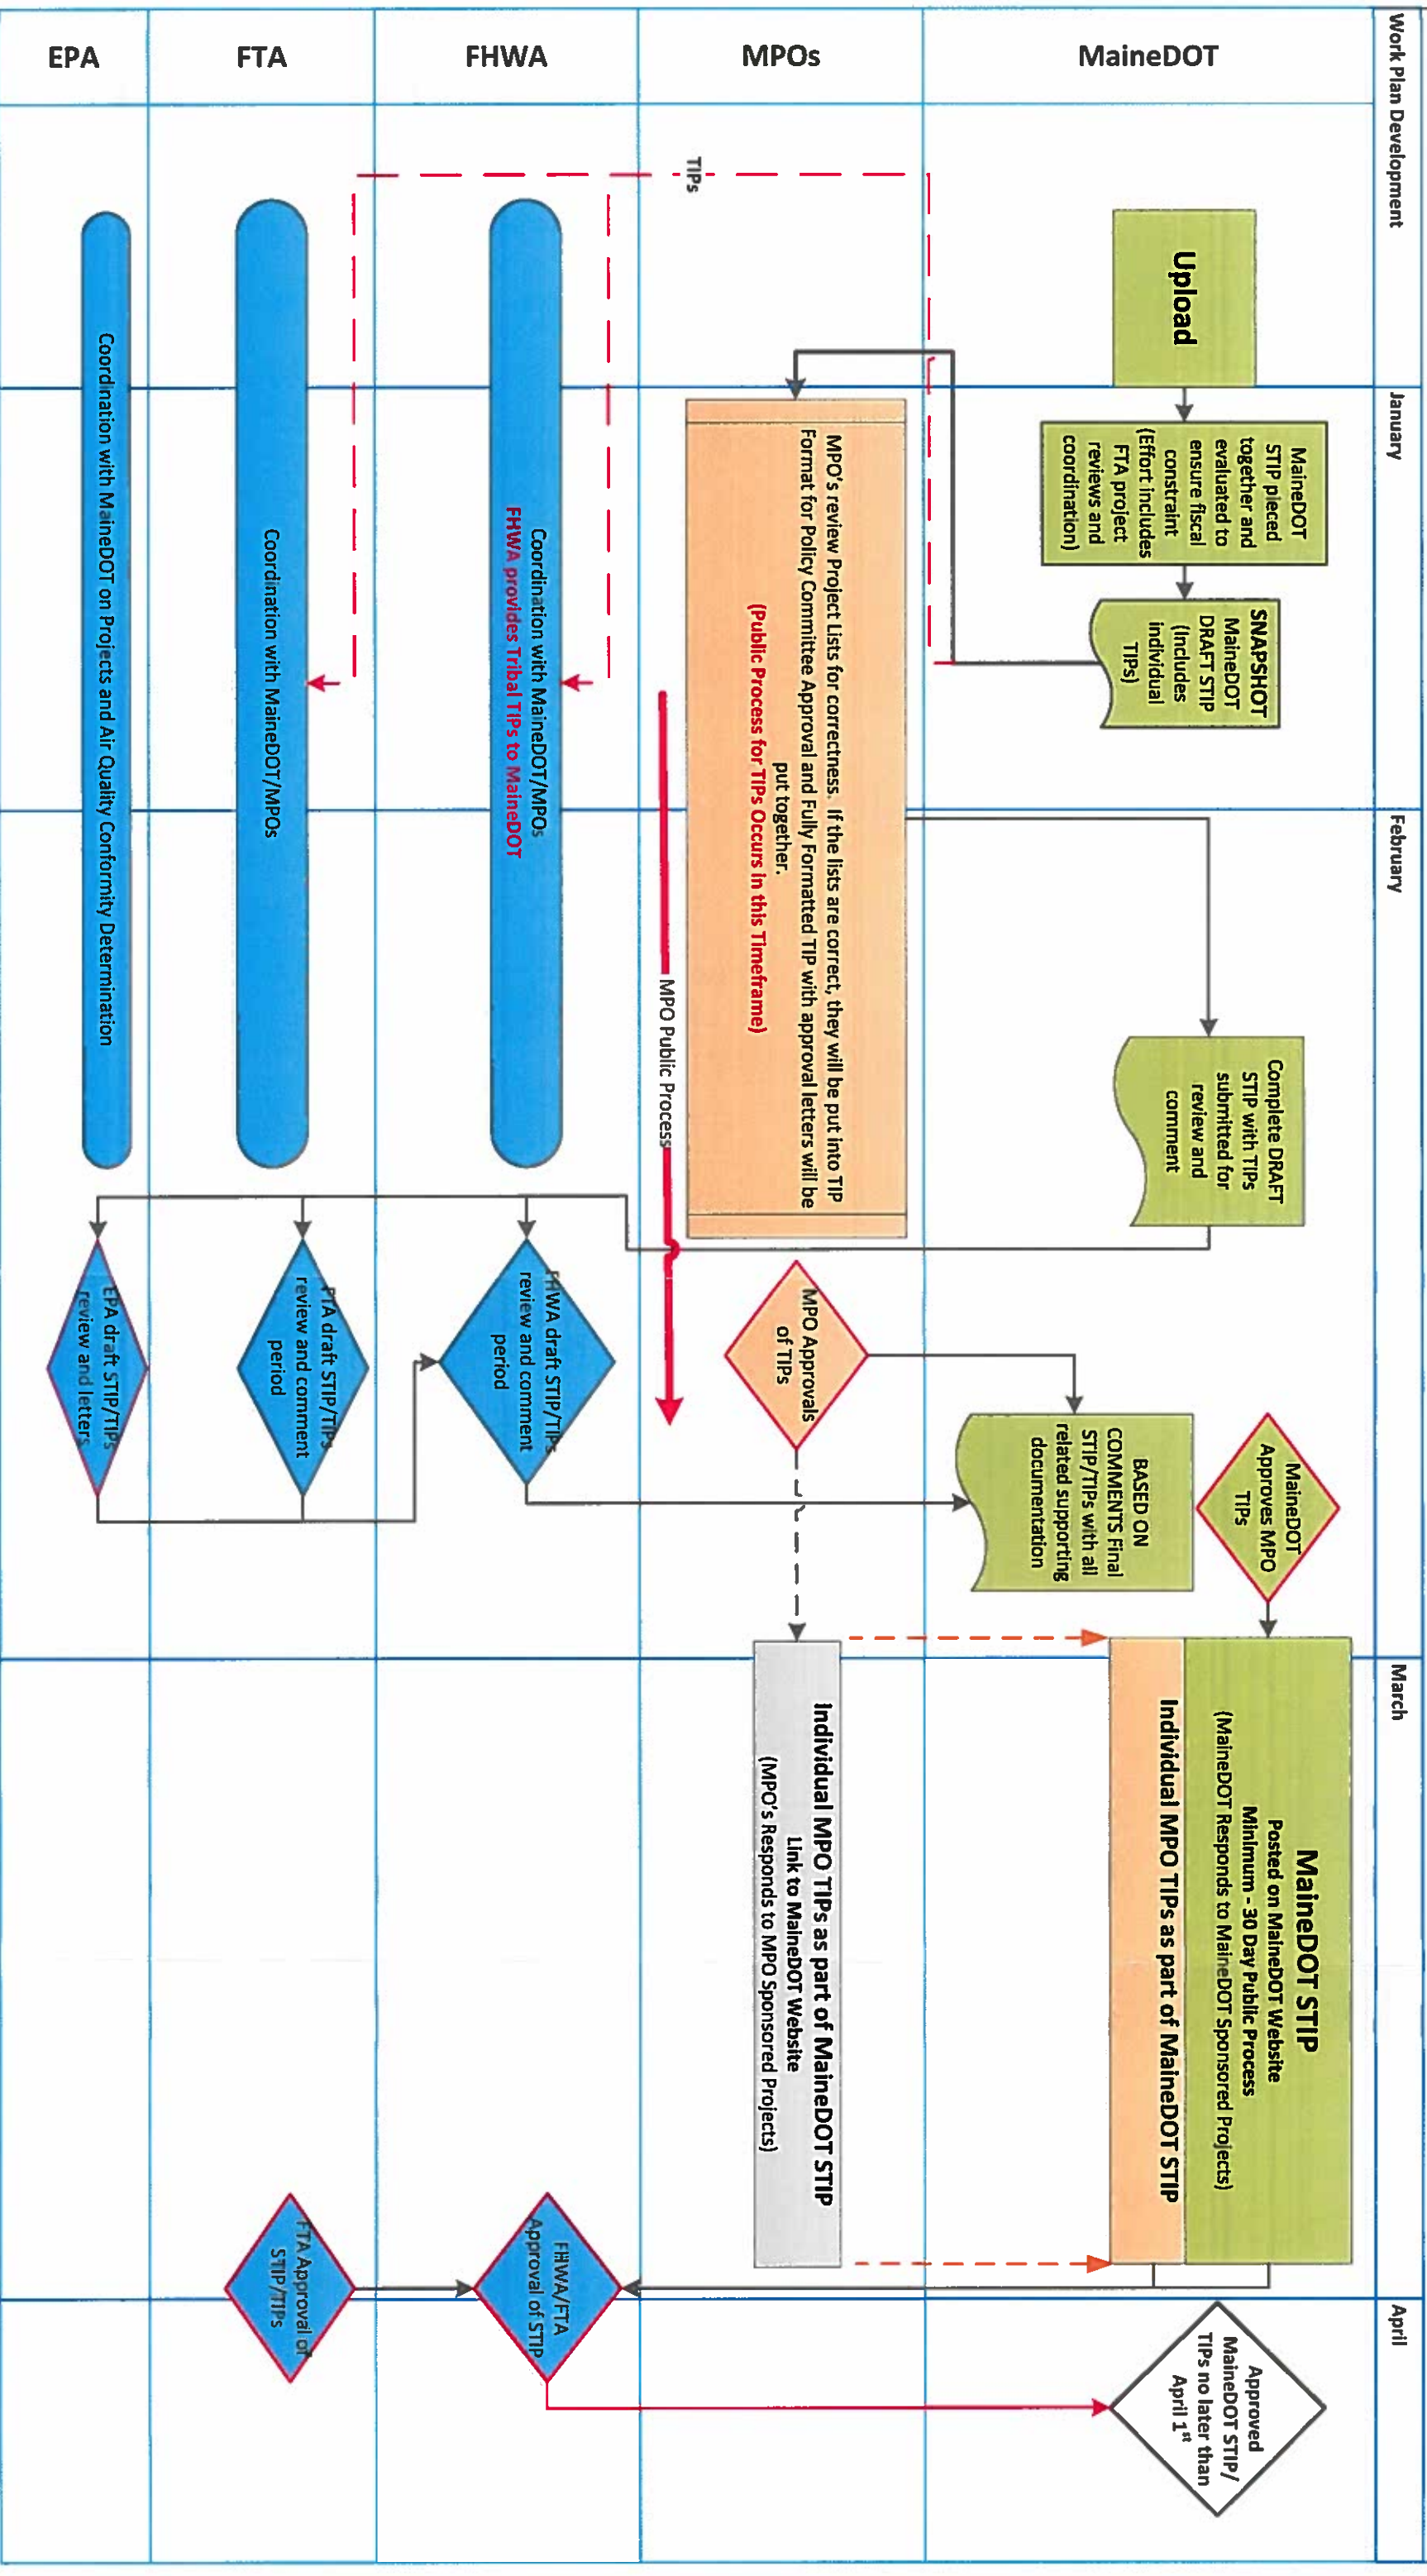 Work Plan Development
January
February
March
April
MaineDOT
Upload
MaineDOT
STIP pieced
together and
evaluated to
ensure fiscal
constraint
(Effort includes
FTA project
reviews and
coordination)
SNAPSHOT
MaineDOT
DRAFT STIP
(Includes
individual
TIPs)
Complete DRAFT
STIP with TIPs
submitted for
review and
comment
MaineDOT
Approves MPO
TIPs
BASED ON
COMMENTS Final
STIP/TIPs with all
related supporting
documentation
MaineDOT STIP
Posted on MaineDOT Website
Minimum - 30 Day Public Process
(MaineDOT Responds to MaineDOT Sponsored Projects)
Individual MPO TIPs as part of MaineDOT STIP
Approved
MaineDOT STIP/
TIPs no later than
April 1st
MPOs
TIPs
MPO's review Project Lists for correctness. If the lists are correct, they will be put into TIP
Format for Policy Committee Approval and Fully Formatted TIP with approval letters will be
put together.
(Public Process for TIPs Occurs in this Timeframe)
MPO Approvals
of TIPs
Individual MPO TIPs as part of MaineDOT STIP
Link to MaineDOT Website
(MPO's Responds to MPO Sponsored Projects)
MPO Public Process
FHWA
Coordination with MaineDOT/MPOs
FHWA provides Tribal TIPs to MaineDOT
FHWA draft STIP/TIPs
review and comment
period
FHWA/FTA
Approval of STIP
FTA
Coordination with MaineDOT/MPOs
FTA draft STIP/TIPs
review and comment
period
FTA Approval of
STIP/TIPs
EPA
Coordination with MaineDOT on Projects and Air Quality Conformity Determination
EPA draft STIP/TIPs
review and letters